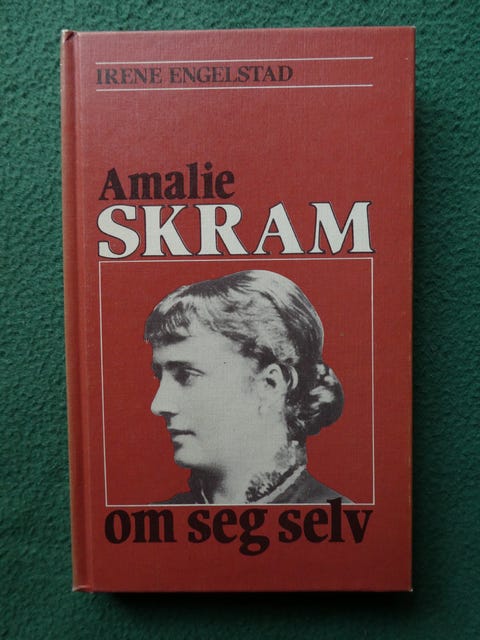 IRENE ENGELSTAD
Amalie
SKRAM
om seg selv